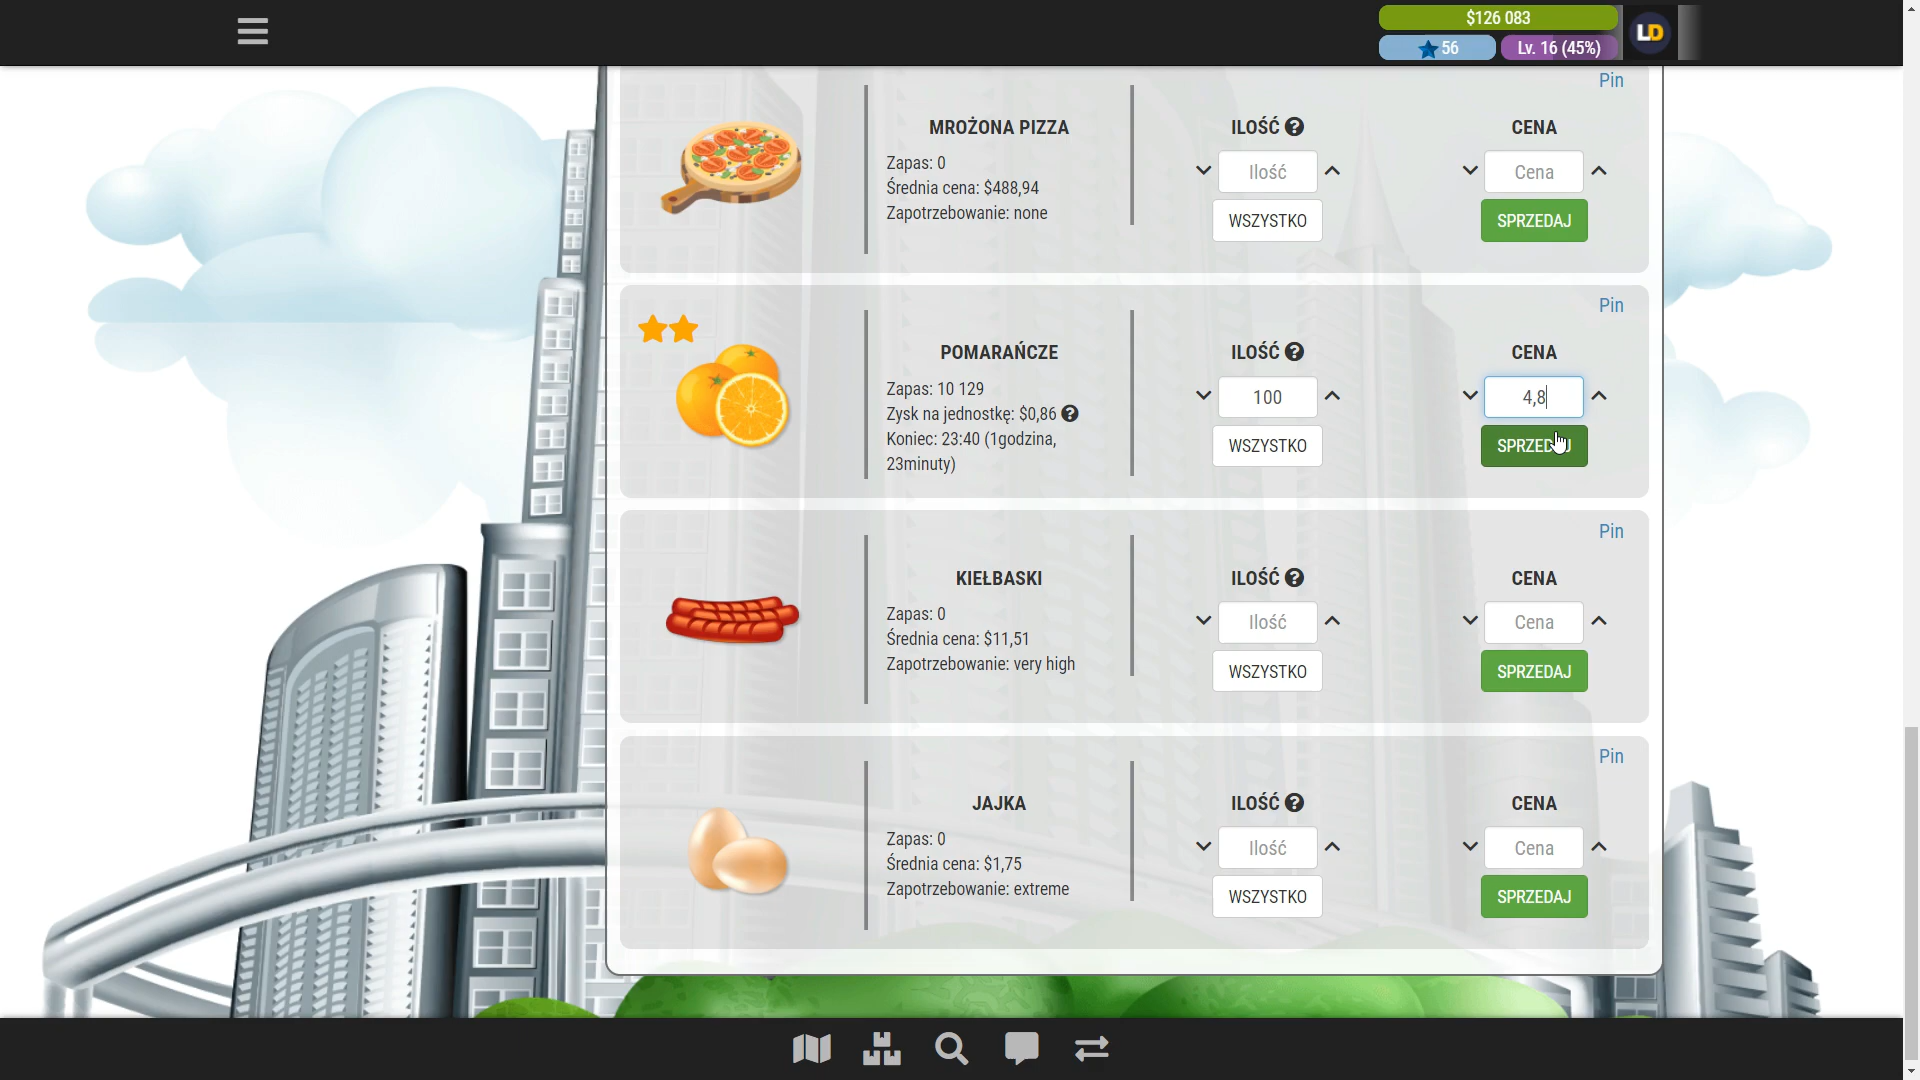 $126 083
56
Lv. 16 (45%)
LD
Pin
MROŻONA PIZZA
Zapas: 0
Średnia cena: $488,94
Zapotrzebowanie: none
ILOŚĆ ?
Ilość
WSZYSTKO
CENA
Cena
SPRZEDAJ
Pin
POMARAŃCZE
Zapas: 10 129
Zysk na jednostkę: $0,86 ?
Koniec: 23:40 (1godzina,
23minuty)
ILOŚĆ ?
100
WSZYSTKO
CENA
4,8
SPRZEDAJ
Pin
KIEŁBASKI
Zapas: 0
Średnia cena: $11,51
Zapotrzebowanie: very high
ILOŚĆ ?
Ilość
WSZYSTKO
CENA
Cena
SPRZEDAJ
Pin
JAJKA
Zapas: 0
Średnia cena: $1,75
Zapotrzebowanie: extreme
ILOŚĆ ?
Ilość
WSZYSTKO
CENA
Cena
SPRZEDAJ